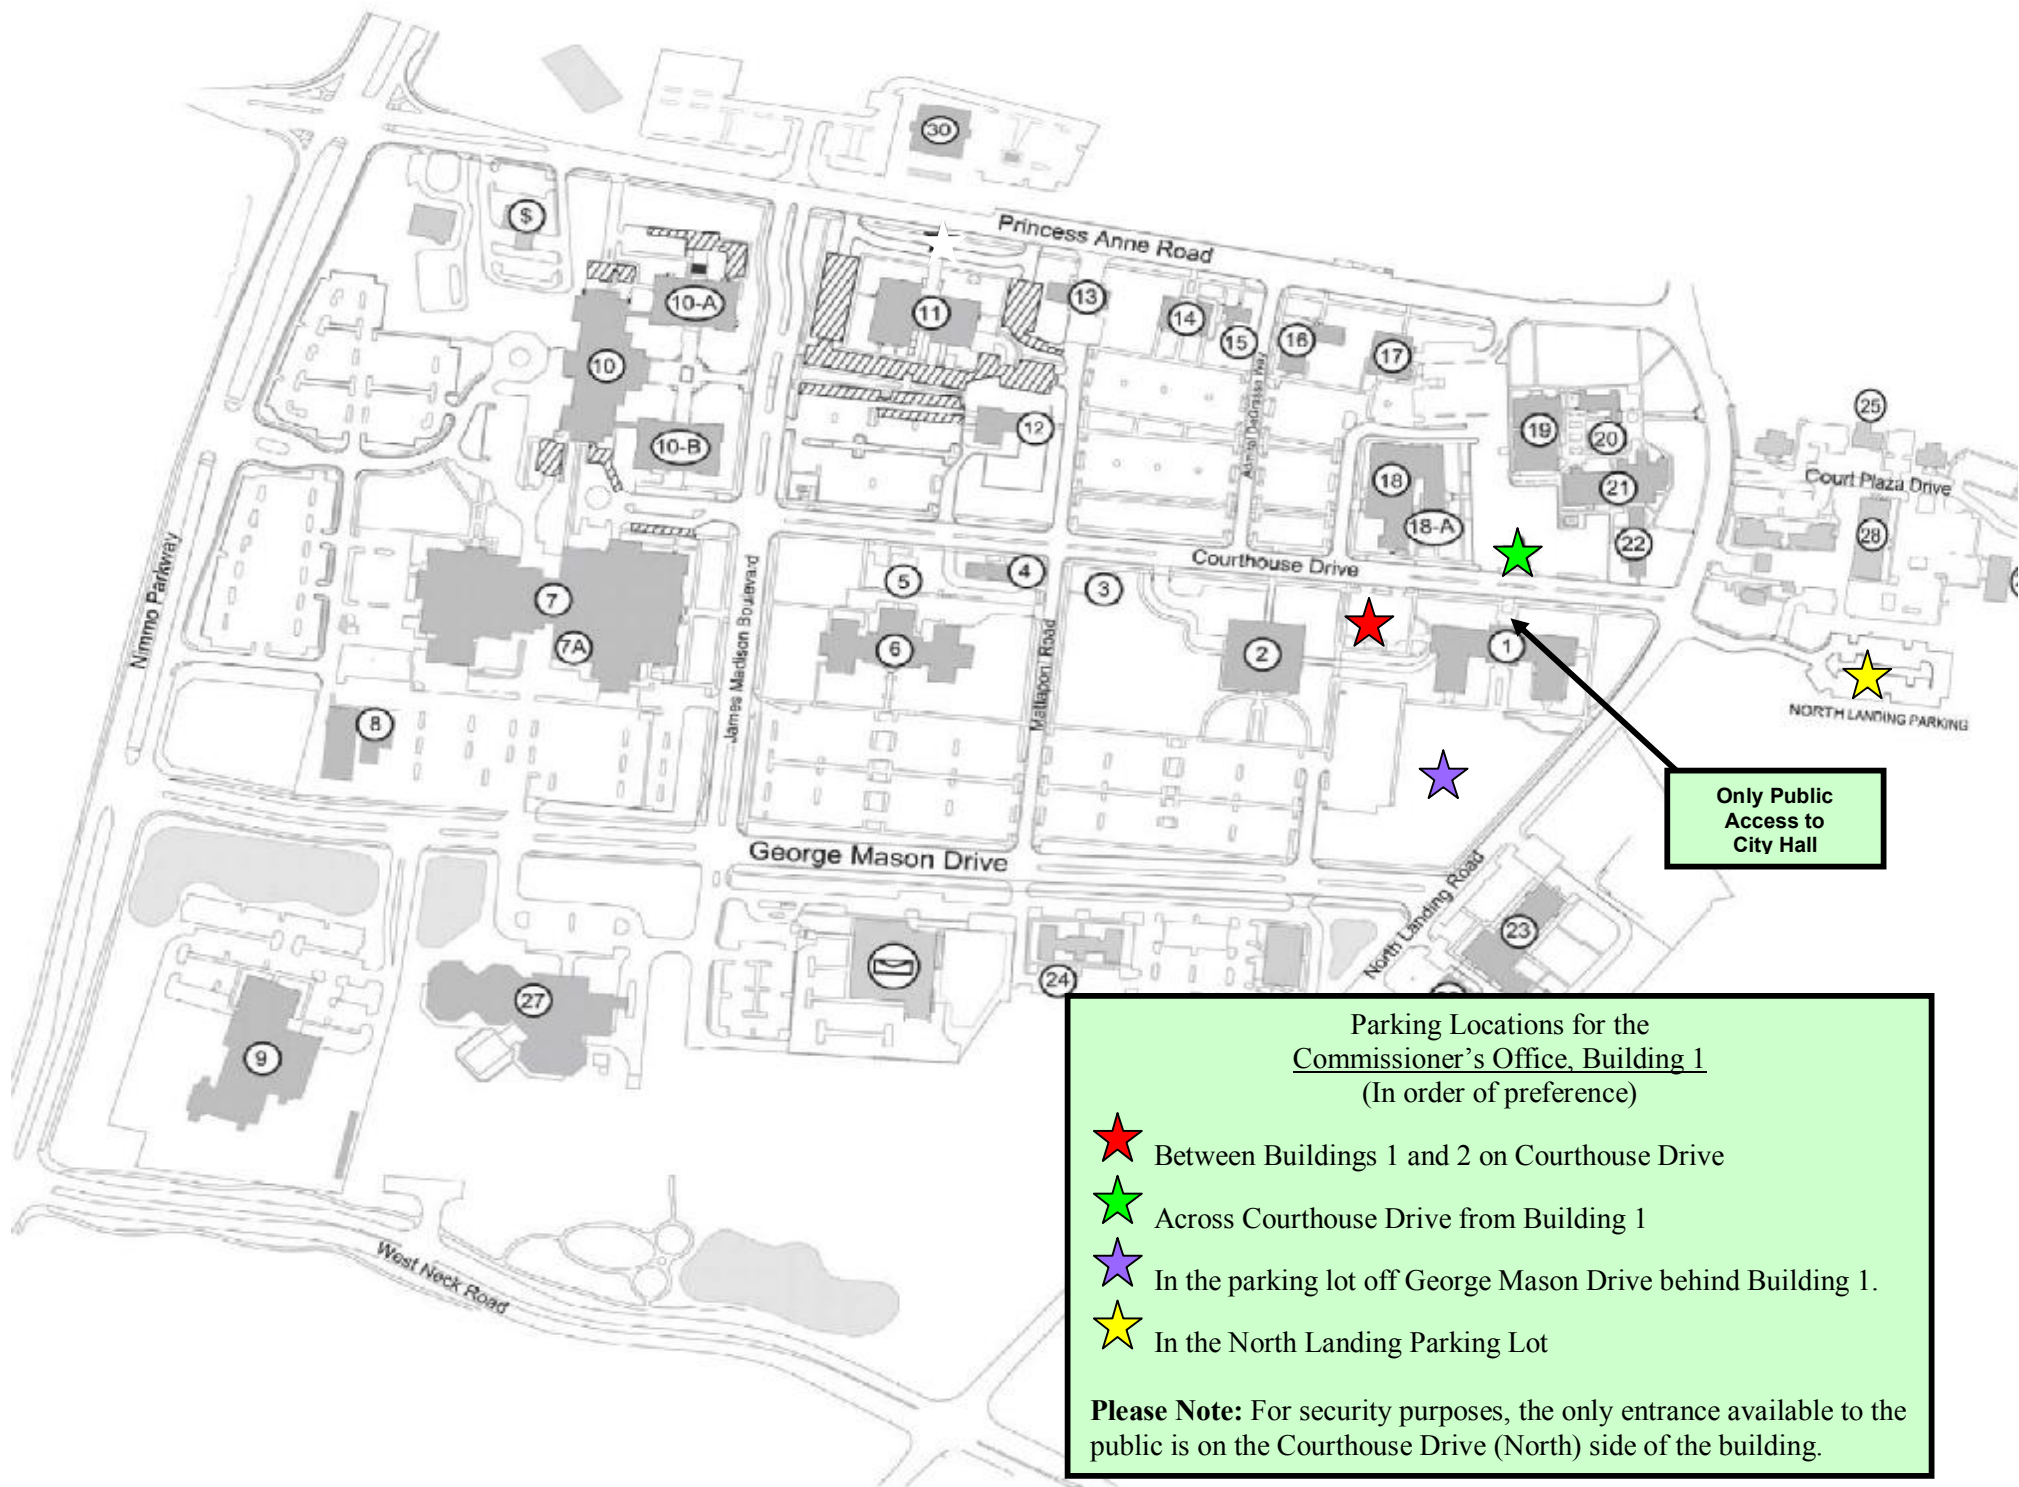 30
Princess Anne Road
$
10-A
11
13
14
15
16
17
10
10-B
12
Admiral DeGrasse Way
18
18-A
19
20
21
22
25
Court Plaza Drive
28
Courthouse Drive
Nimmo Parkway
7
7A
James Madison Boulevard
5
4
3
6
Mattaponi Road
2
1
8
NORTH LANDING PARKING
Only Public
Access to
City Hall
George Mason Drive
North Landing Road
23
24
27
9
West Neck Road
Parking Locations for the
Commissioner’s Office, Building 1
(In order of preference)
Between Buildings 1 and 2 on Courthouse Drive
Across Courthouse Drive from Building 1
In the parking lot off George Mason Drive behind Building 1.
In the North Landing Parking Lot
Please Note: For security purposes, the only entrance available to the
public is on the Courthouse Drive (North) side of the building.